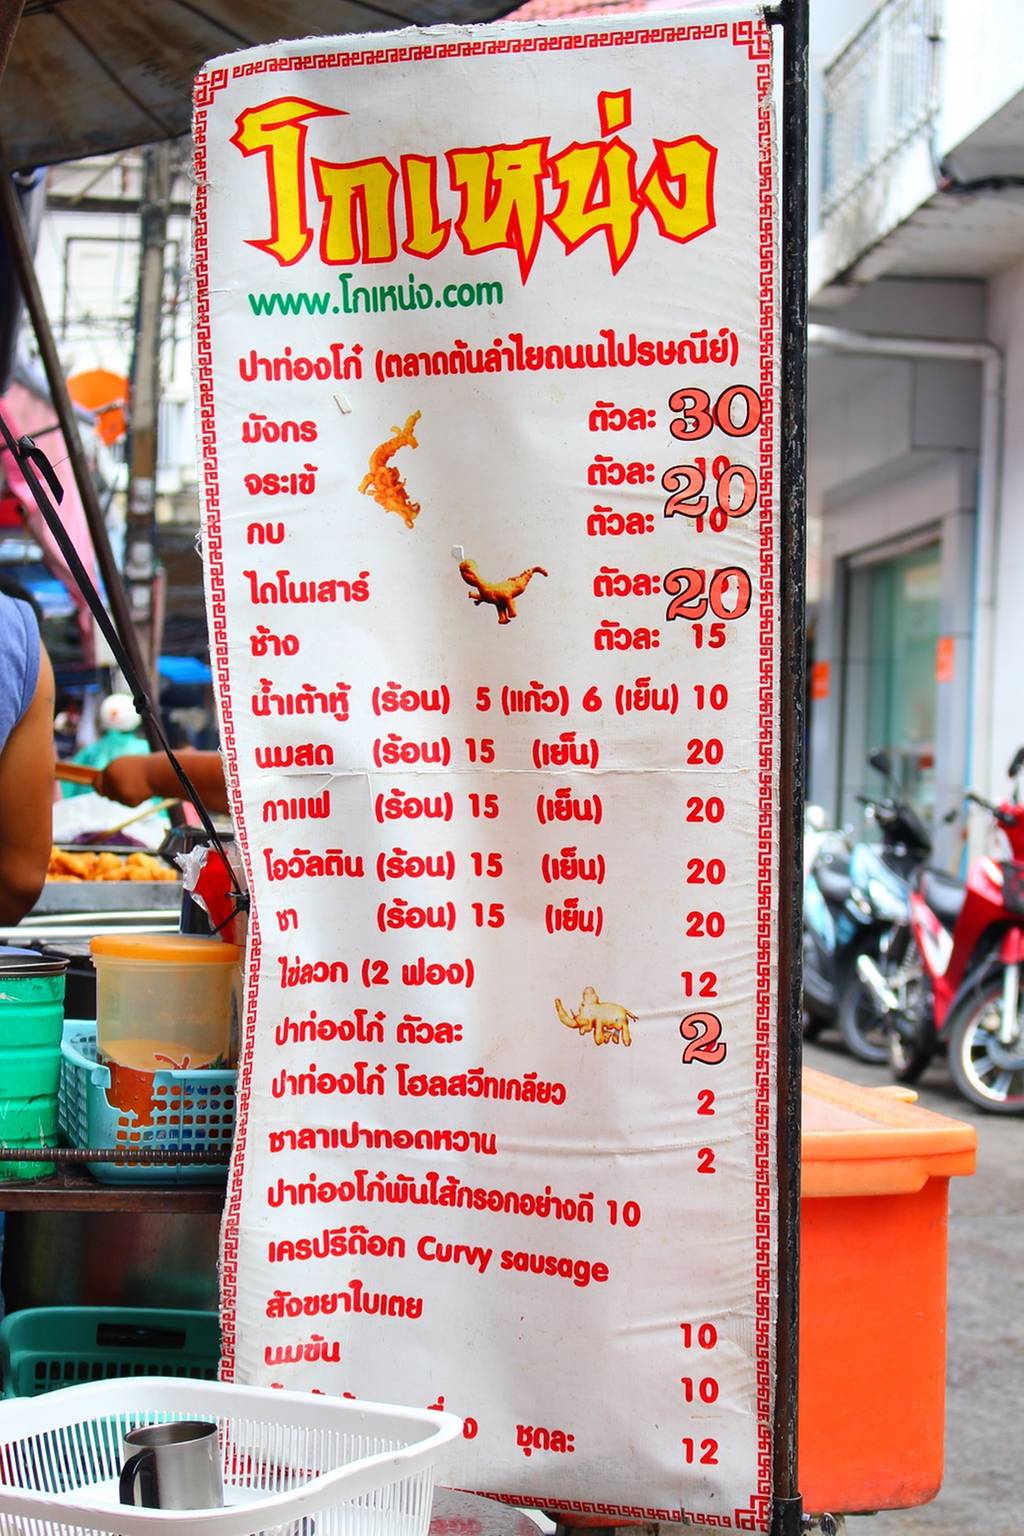 โกเหน่ง
www.โกเหน่ง.com
ปาท่องโก๋ (ตลาดต้นลำไยถนนไปรษณีย์)
มังกร ตัวละ 30
จระเข้ ตัวละ 20
กบ ตัวละ 10
ไดโนเสาร์ ตัวละ 20
ช้าง ตัวละ 15
น้ำเต้าหู้ (ร้อน) 5 (แก้ว) 6 (เย็น) 10
นมสด (ร้อน) 15 (เย็น) 20
กาแฟ (ร้อน) 15 (เย็น) 20
โอวัลติน (ร้อน) 15 (เย็น) 20
ชา (ร้อน) 15 (เย็น) 20
ไข่ลวก (2 ฟอง) 12
ปาท่องโก๋ ตัวละ 2
ปาท่องโก๋ โฮลสวีทเกลียว 2
ซาลาเปาทอดหวาน 2
ปาท่องโก๋พันไส้กรอกอย่างดี 10
เครปรีด๊อก Curvy sausage
สังขยาใบเตย 10
นมข้น 10
ชุดละ 12